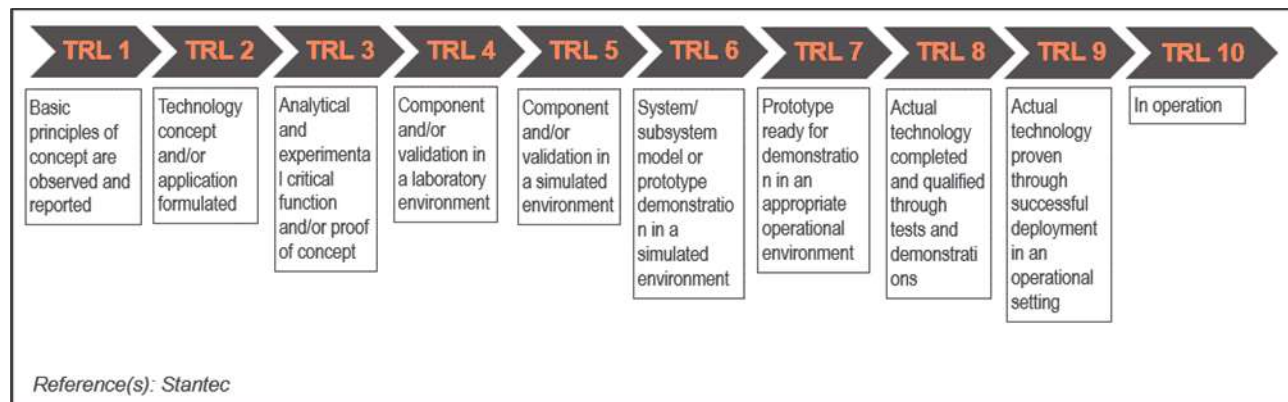 TRL 1
TRL 2
TRL 3
TRL 4
TRL 5
TRL 6
TRL 7
TRL 8
TRL 9
TRL 10
Basic
principles of
concept are
observed and
reported
Technology
concept
and/or
application
formulated
Analytical
and
experimenta
l critical
function
and/or proof
of concept
Component
and/or
validation in
a laboratory
environment
Component
and/or
validation in
a simulated
environment
System/
subsystem
model or
prototype
demonstratio
n in a
simulated
environment
Prototype
ready for
demonstratio
n in an
appropriate
operational
environment
Actual
technology
completed
and qualified
through
tests and
demonstrati
ons
Actual
technology
proven
through
successful
deployment
in an
operational
setting
In operation
Reference(s): Stantec